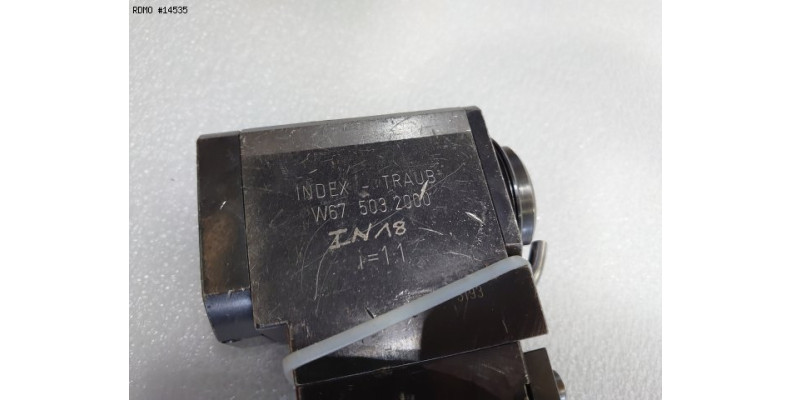 RDMO #14535
INDEX - TRAUB
W67 503.2000
IN18
i=11